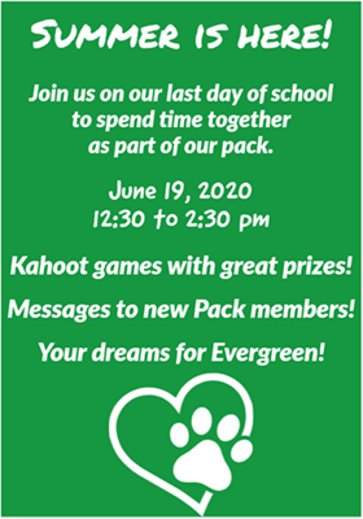 Summer is here!
Join us on our last day of school
to spend time together
as part of our pack.
June 19, 2020
12:30 to 2:30 pm
Kahoot games with great prizes!
Messages to new Pack members!
Your dreams for Evergreen!